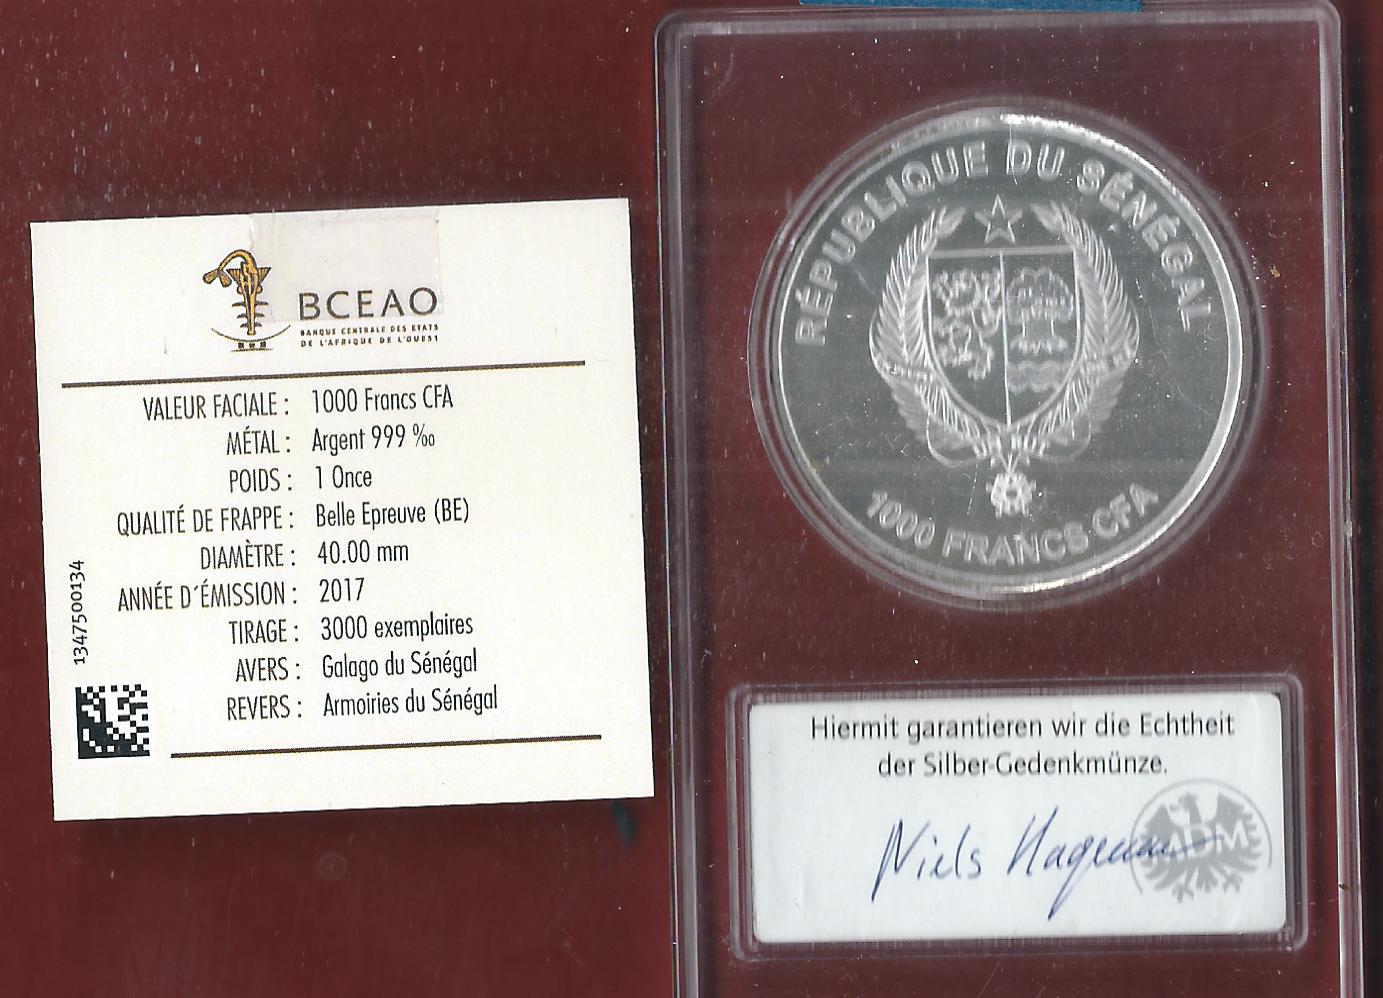 BCEAO
BANQUE CENTRALE DES ETATS
DE L'AFRIQUE DE L'OUEST
VALEUR FACIALE : 1000 Francs CFA
MÉTAL : Argent 999 ‰
POIDS : 1 Once
QUALITÉ DE FRAPPE : Belle Epreuve (BE)
DIAMÈTRE : 40.00 mm
ANNÉE D´ÉMISSION : 2017
TIRAGE : 3000 exemplaires
AVERS : Galago du Sénégal
REVERS : Armoiries du Sénégal
1347500134
RÉPUBLIQUE DU SÉNÉGAL
1000 FRANCS CFA
Hiermit garantieren wir die Echtheit
der Silber-Gedenkmünze.
Niels